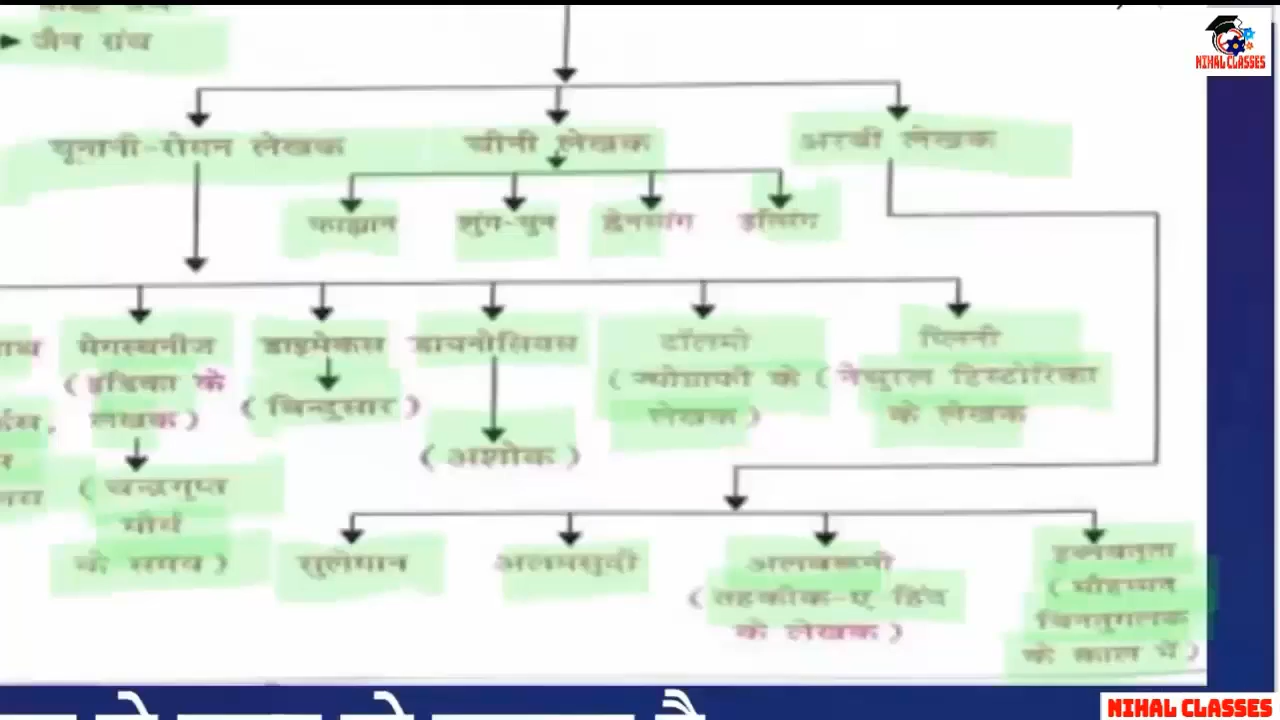 जैन ग्रंथ
NIHAL CLASSES
यूनानी-रोमन लेखक
चीनी लेखक
अरबी लेखक
फाह्यान
शुंग-युन
ह्वेनसांग
इत्सिंग
मेगस्थनीज
(इंडिका के
लेखक)
(चन्द्रगुप्त
मौर्य
के समय)
डाइमेकस
(बिन्दुसार)
डायनोसियस
(अशोक)
टॉलमी
(ज्योग्राफी के
लेखक)
प्लिनी
(नेचुरल हिस्टोरिका
के लेखक
सुलेमान
अलमसूदी
अलबरूनी
(तहकीक-ए हिंद
के लेखक)
इब्नबतूता
(मौहम्मद
बिनतुगलक
के काल में)
NIHAL CLASSES